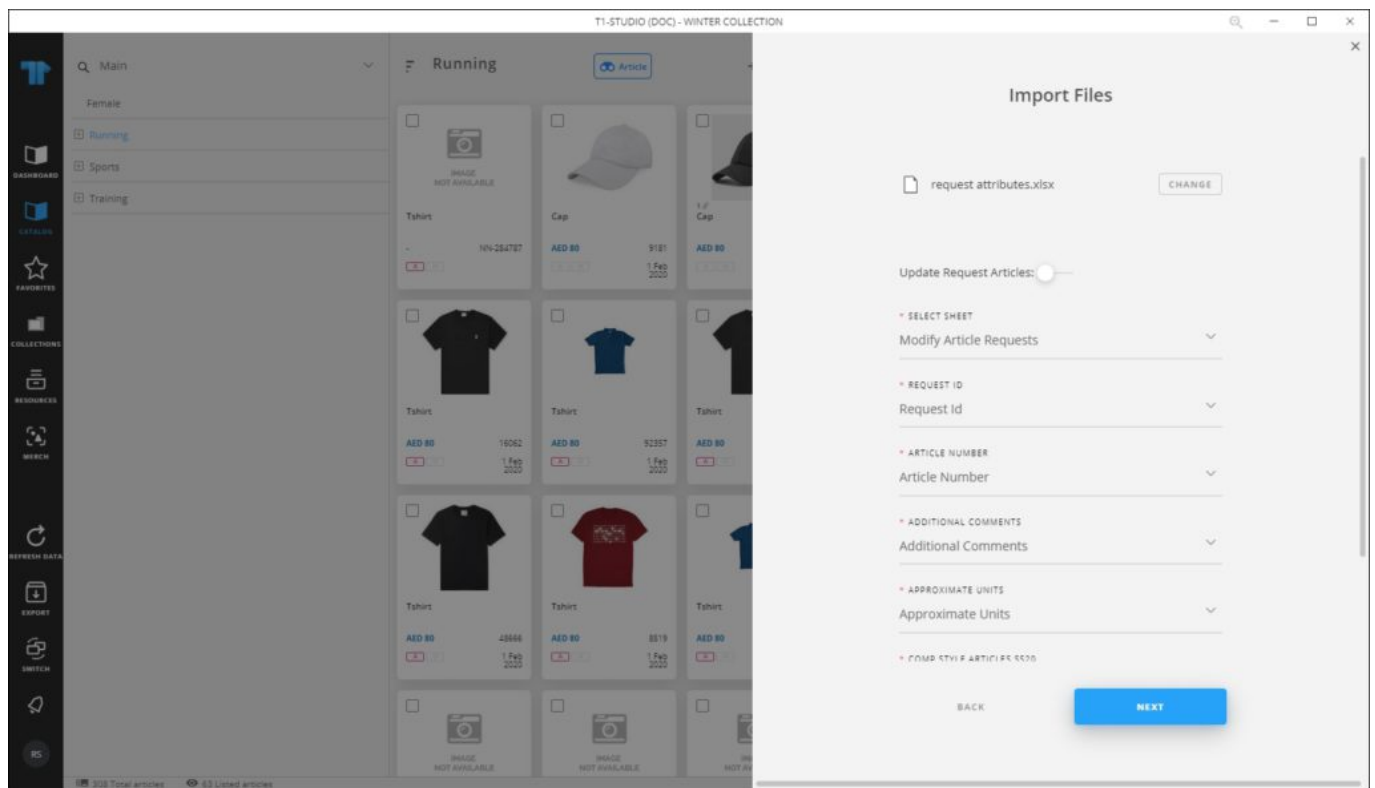 T1-STUDIO (DOC) - WINTER COLLECTION
Main
Female
Running
Sports
Training
DASHBOARD
CATALOG
FAVORITES
COLLECTIONS
RESOURCES
MERCH
REFRESH DATA
EXPORT
SWITCH
RS
308 Total articles
63 Listed articles
Running
Article
IMAGE
NOT AVAILABLE
Tshirt
Cap
Cap
- NN-284787
AED 80 9181
AED 80
1 Feb
2020
Tshirt
Tshirt
Tshirt
AED 80 16062
AED 80 92357
AED 80
1 Feb
2020
1 Feb
2020
Tshirt
Tshirt
Tshirt
AED 80 48666
AED 80 8819
AED 80
1 Feb
2020
1 Feb
2020
IMAGE
NOT AVAILABLE
IMAGE
NOT AVAILABLE
Import Files
request attributes.xlsx
CHANGE
Update Request Articles:
* SELECT SHEET
Modify Article Requests
* REQUEST ID
Request Id
* ARTICLE NUMBER
Article Number
* ADDITIONAL COMMENTS
Additional Comments
* APPROXIMATE UNITS
Approximate Units
* COMP STYLE ARTICLES SS20
BACK
NEXT